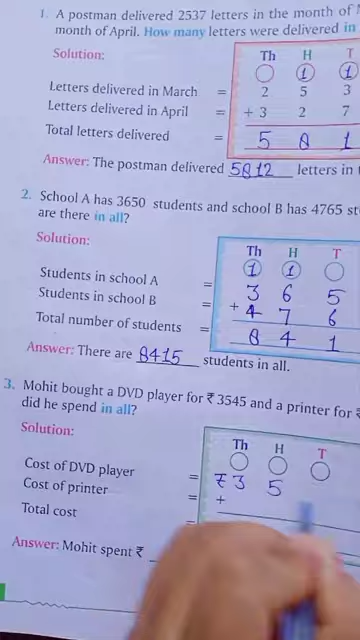 1. A postman delivered 2537 letters in the month of
month of April. How many letters were delivered in
Solution:
Th H T
1 1
Letters delivered in March = 2 5 3
Letters delivered in April = + 3 2 7
Total letters delivered = 5 8 1
Answer: The postman delivered 5812 letters in
2. School A has 3650 students and school B has 4765
are there in all?
Solution:
Th H T
1 1
Students in school A = 3 6 5
Students in school B = + 4 7 6
Total number of students = 8 4 1
Answer: There are 8415 students in all.
3. Mohit bought a DVD player for ₹ 3545 and a printer for ₹
did he spend in all?
Solution:
Th H T
Cost of DVD player = ₹ 3 5
Cost of printer = +
Total cost =
Answer: Mohit spent ₹